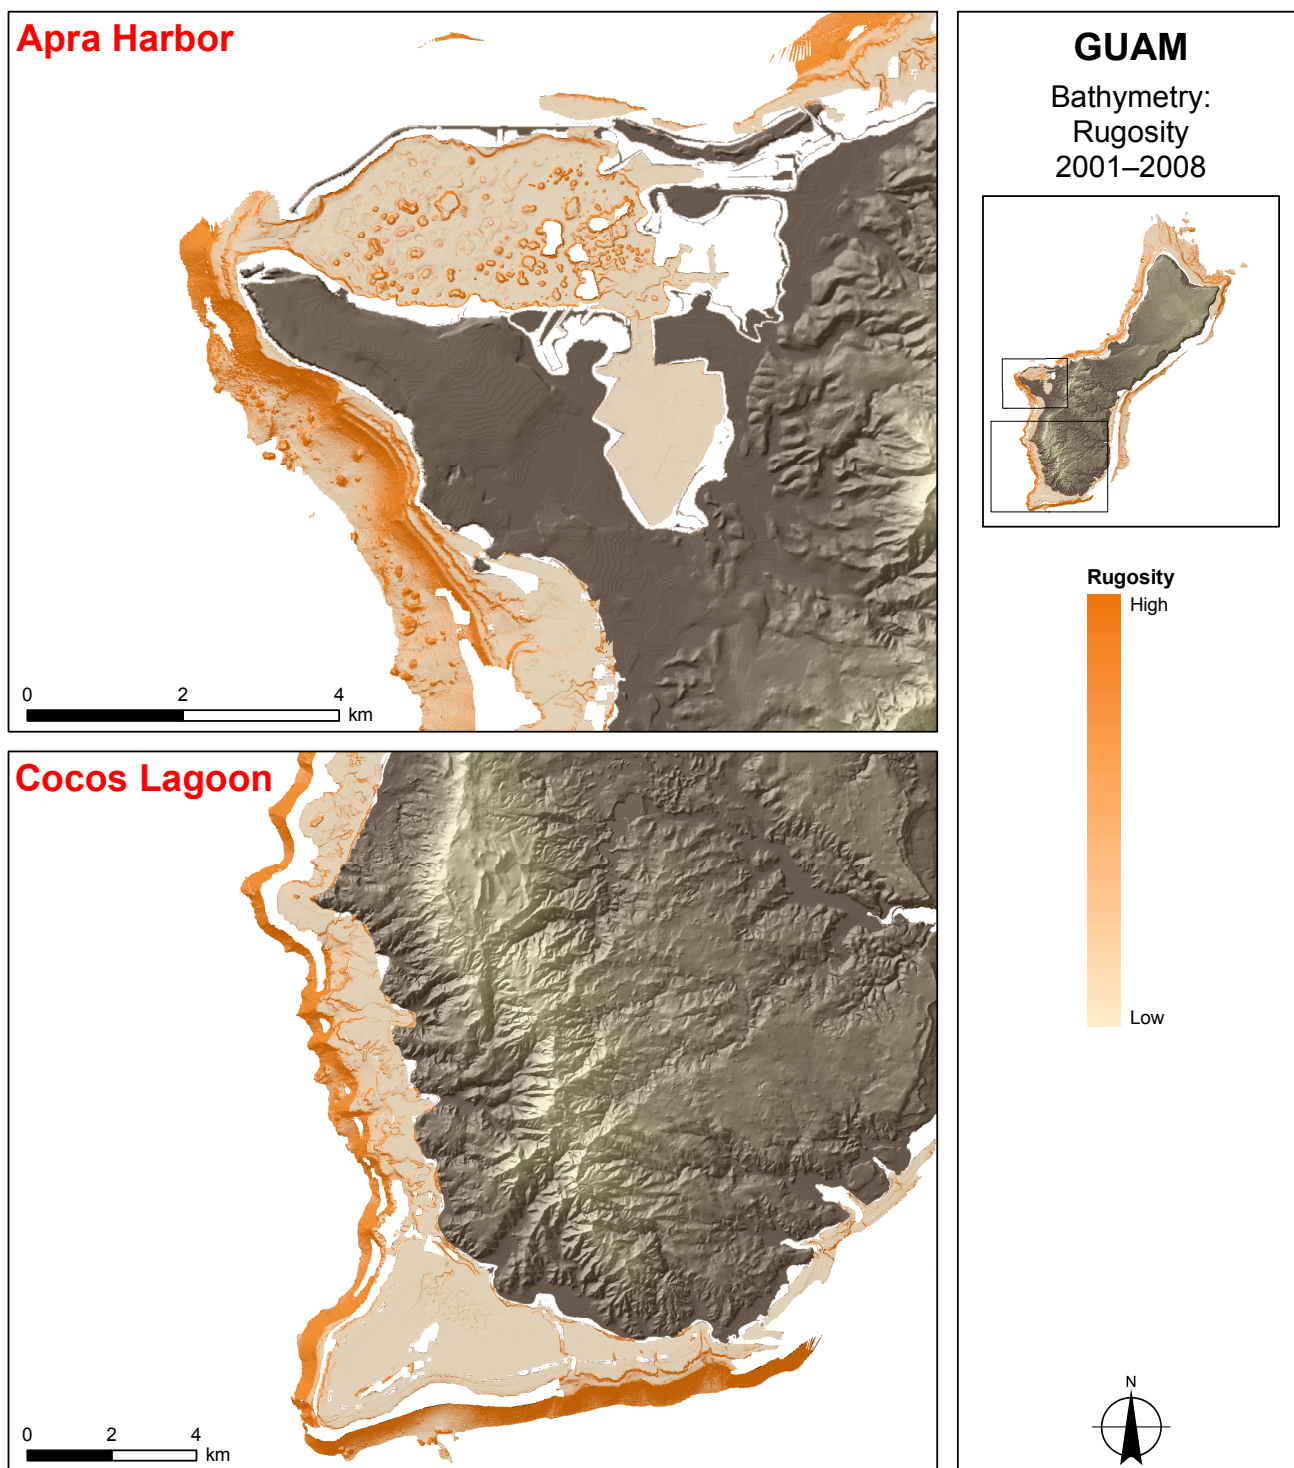 Apra Harbor
0 2 4
km
Cocos Lagoon
0 2 4
km
GUAM
Bathymetry:
Rugosity
2001–2008
Rugosity
High
Low
N